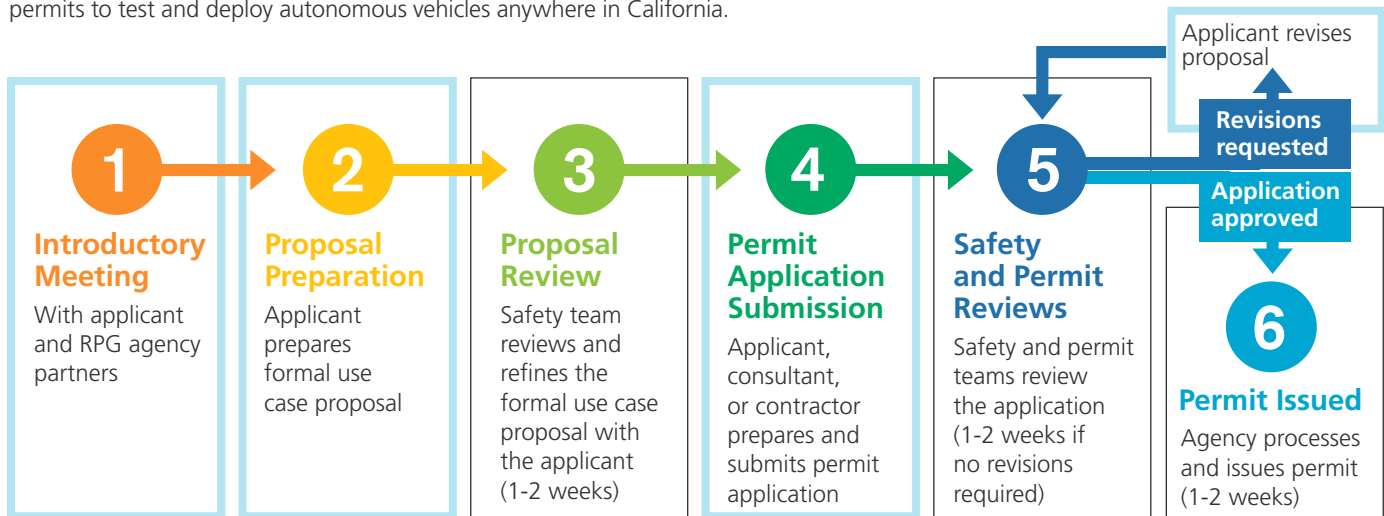 permits to test and deploy autonomous vehicles anywhere in California.
1
Introductory
Meeting
With applicant
and RPG agency
partners
2
Proposal
Preparation
Applicant
prepares
formal use
case proposal
3
Proposal
Review
Safety team
reviews and
refines the
formal use case
proposal with
the applicant
(1-2 weeks)
4
Permit
Application
Submission
Applicant,
consultant,
or contractor
prepares and
submits permit
application
5
Safety
and Permit
Reviews
Safety and permit
teams review
the application
(1-2 weeks if
no revisions
required)
Applicant revises
proposal
Revisions
requested
Application
approved
6
Permit Issued
Agency processes
and issues permit
(1-2 weeks)